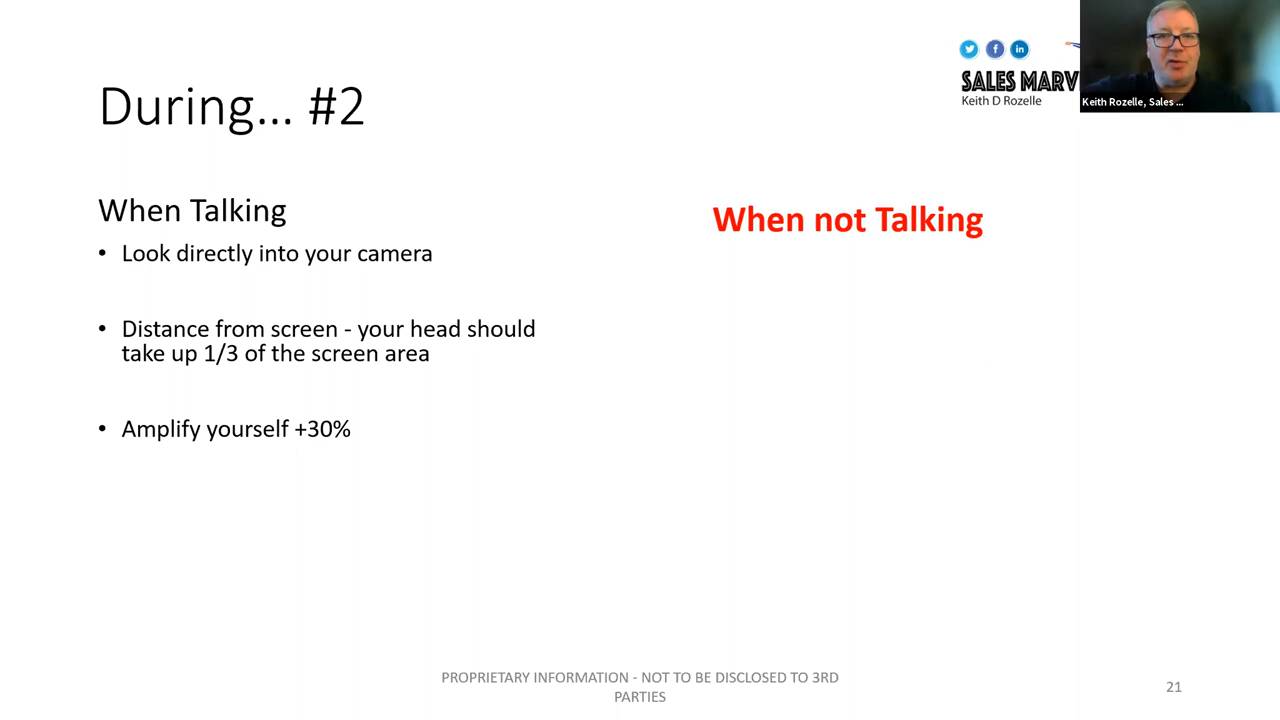 During... #2
SALES MARV
Keith D Rozelle
Keith Rozelle, Sales ...
When Talking
• Look directly into your camera
• Distance from screen - your head should
take up 1/3 of the screen area
• Amplify yourself +30%
When not Talking
PROPRIETARY INFORMATION - NOT TO BE DISCLOSED TO 3RD
PARTIES
21